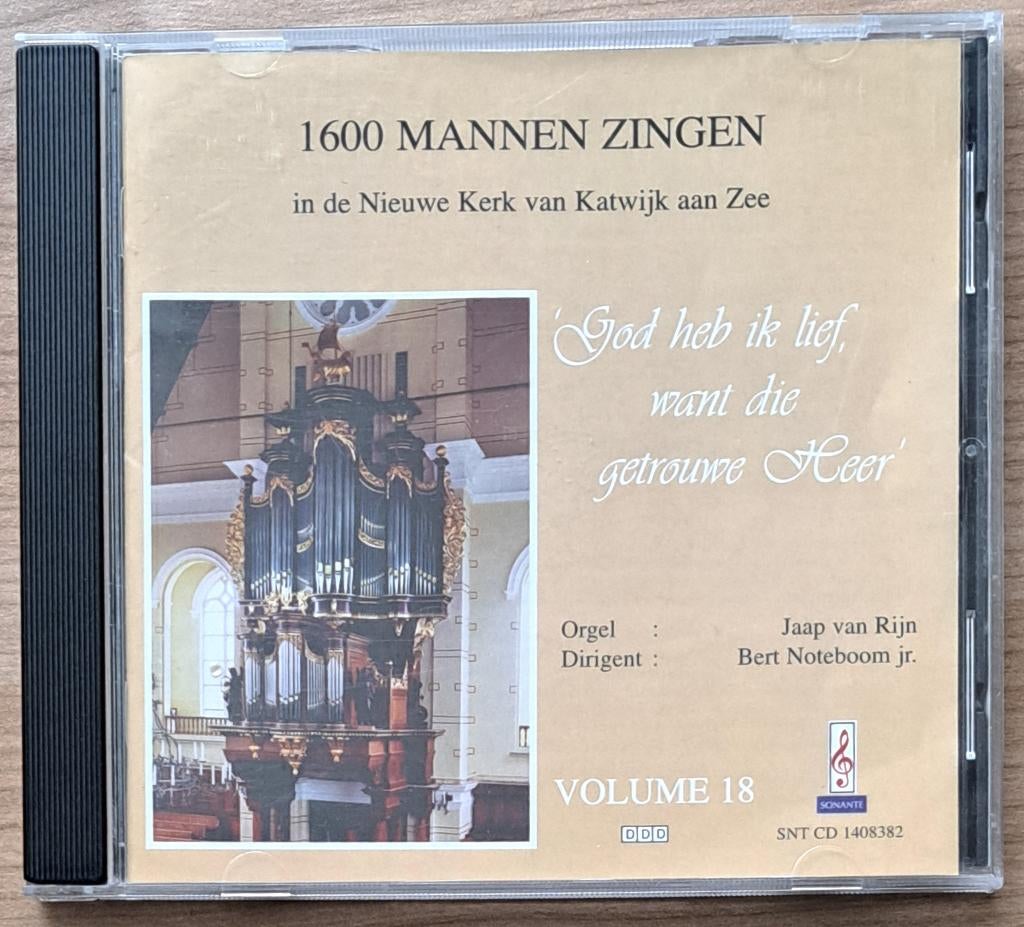 1600 MANNEN ZINGEN
in de Nieuwe Kerk van Katwijk aan Zee
'God heb ik lief,
want die
getrouwe Heer'
Orgel : Jaap van Rijn
Dirigent : Bert Noteboom jr.
VOLUME 18
SONANTE
DDD
SNT CD 1408382